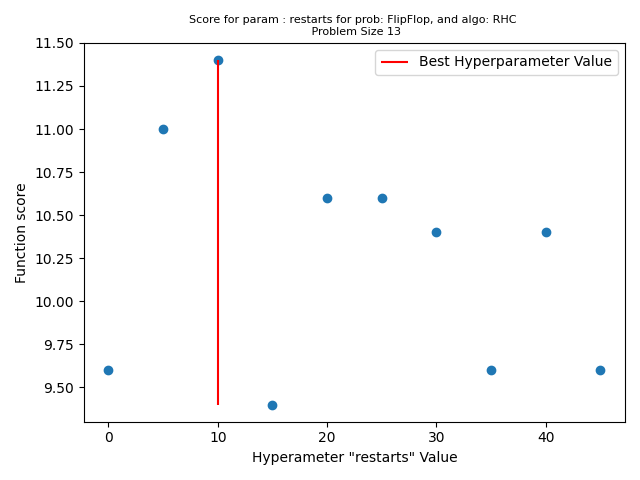 Score for param : restarts for prob: FlipFlop, and algo: RHC
Problem Size 13
11.50
11.25
11.00
10.75
10.50
10.25
10.00
9.75
9.50
Function score
Best Hyperparameter Value
0
10
20
30
40
Hyperameter "restarts" Value